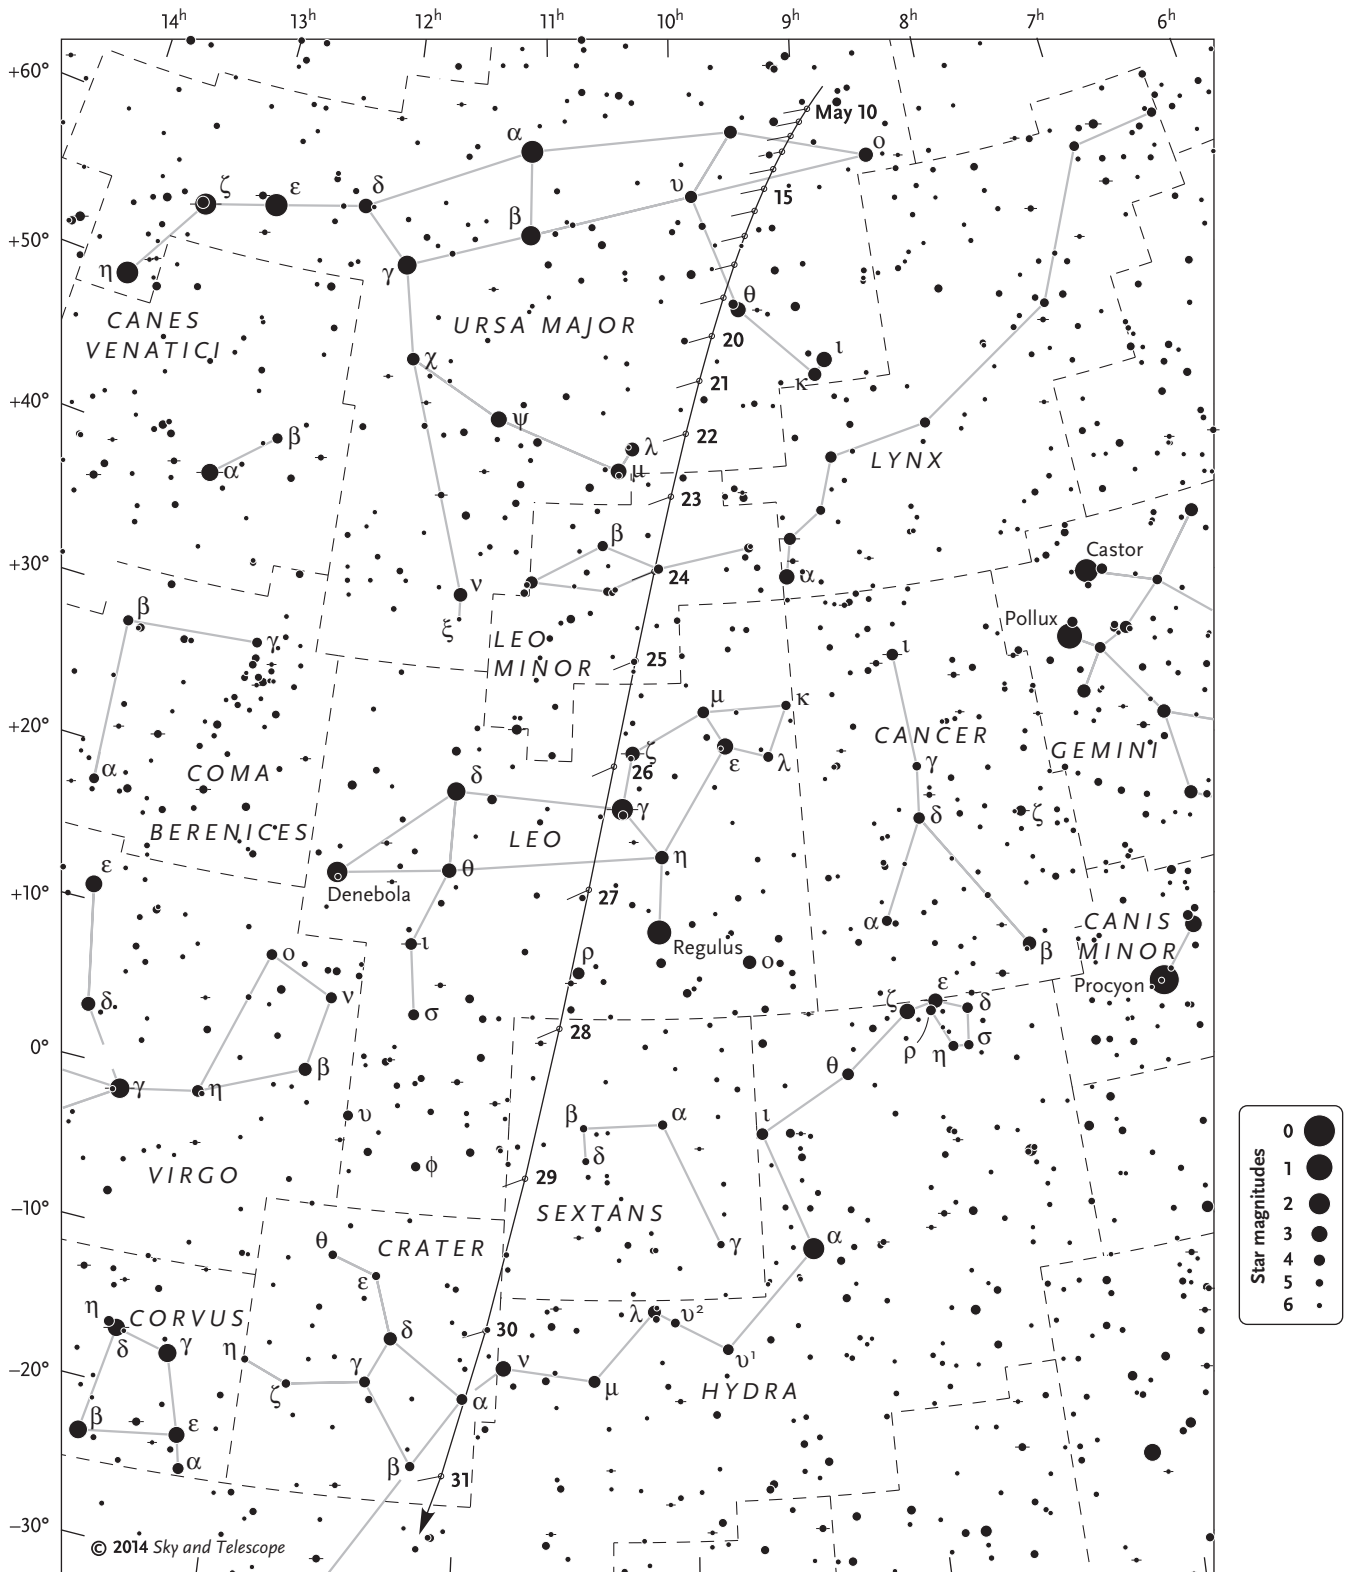 14h 13h 12h 11h 10h 9h 8h 7h 6h
+60°
May 10
α
ο
ζ ε δ
υ 15
β
+50°
γ
η
θ
CANES
VENATICI
URSA MAJOR
20
ι
χ
κ
21
+40°
ψ
22
β
λ
α
μ
LYNX
23
β
Castor
+30°
24
α
ν
β
Pollux
ξ
γ
LEO
MINOR
ι
25
μ κ
+20°
CANCER
GEMINI
ζ
ε λ
γ
α
COMA
26
δ
γ
δ
ζ
BERENICES
LEO
η
ε
θ
Denebola
+10°
27
α
CANIS
MINOR
ι
Regulus
β
ο
ρ
ο
Procyon
ν
ζ ε δ
δ
σ
28
0°
ρ η σ
β
θ
γ η
υ
β α
ι
δ
φ
VIRGO
29
−10°
SEXTANS
θ
CRATER
γ
α
ε
η
CORVUS
λ υ2
δ
30
δ γ
η
γ
ν
υ1
−20°
ζ
μ
HYDRA
α
β
ε
α
β
31
−30°
© 2014 Sky and Telescope
Star magnitudes
0
1
2
3
4
5
6